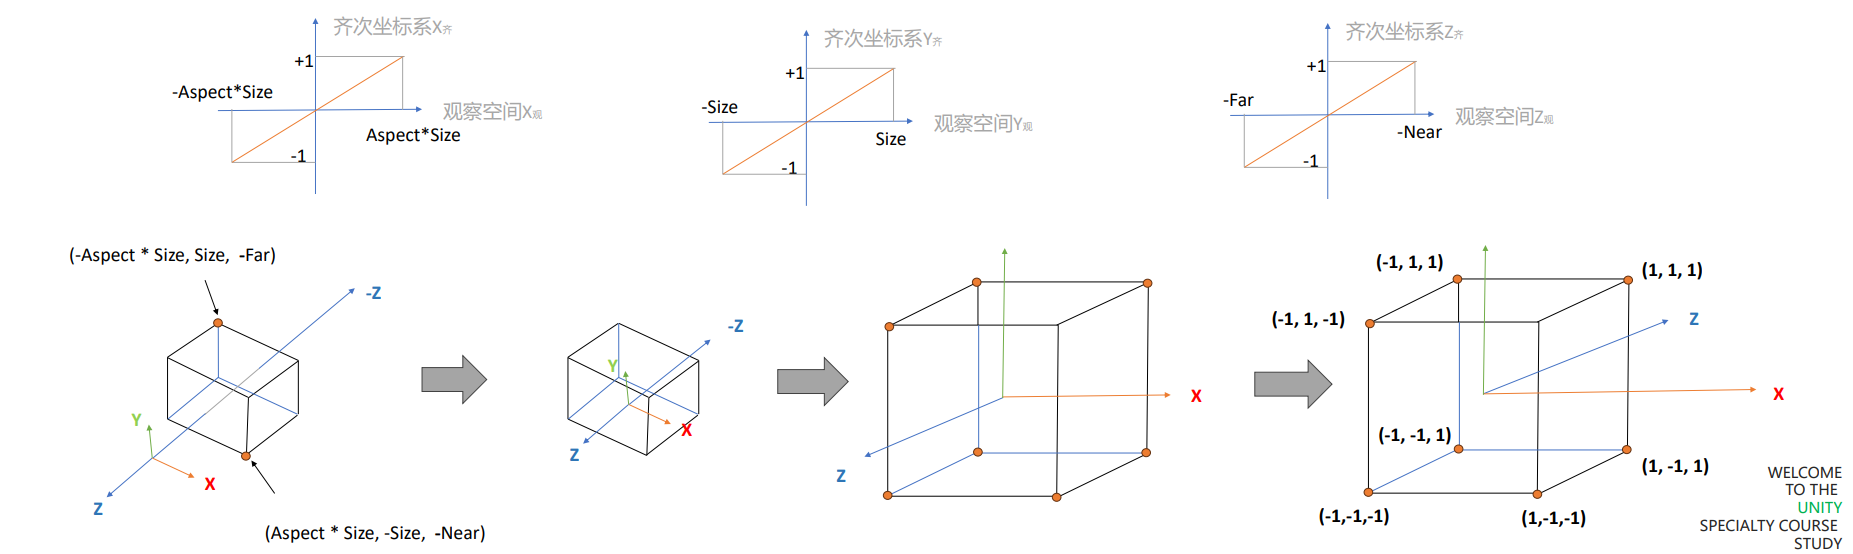 齐次坐标系X齐
+1
-Aspect*Size
观察空间X观
Aspect*Size
-1
齐次坐标系Y齐
+1
-Size
观察空间Y观
Size
-1
齐次坐标系Z齐
+1
-Far
观察空间Z观
-Near
-1
(-Aspect * Size, Size, -Far)
-Z
Y
X
Z
(Aspect * Size, -Size, -Near)
-Z
Y
X
Z
X
Z
(-1, 1, 1)
(1, 1, 1)
(-1, 1, -1)
Z
X
(-1, -1, 1)
(1, -1, 1)
(-1,-1,-1)
(1,-1,-1)
WELCOME
TO THE
UNITY
SPECIALTY COURSE
STUDY